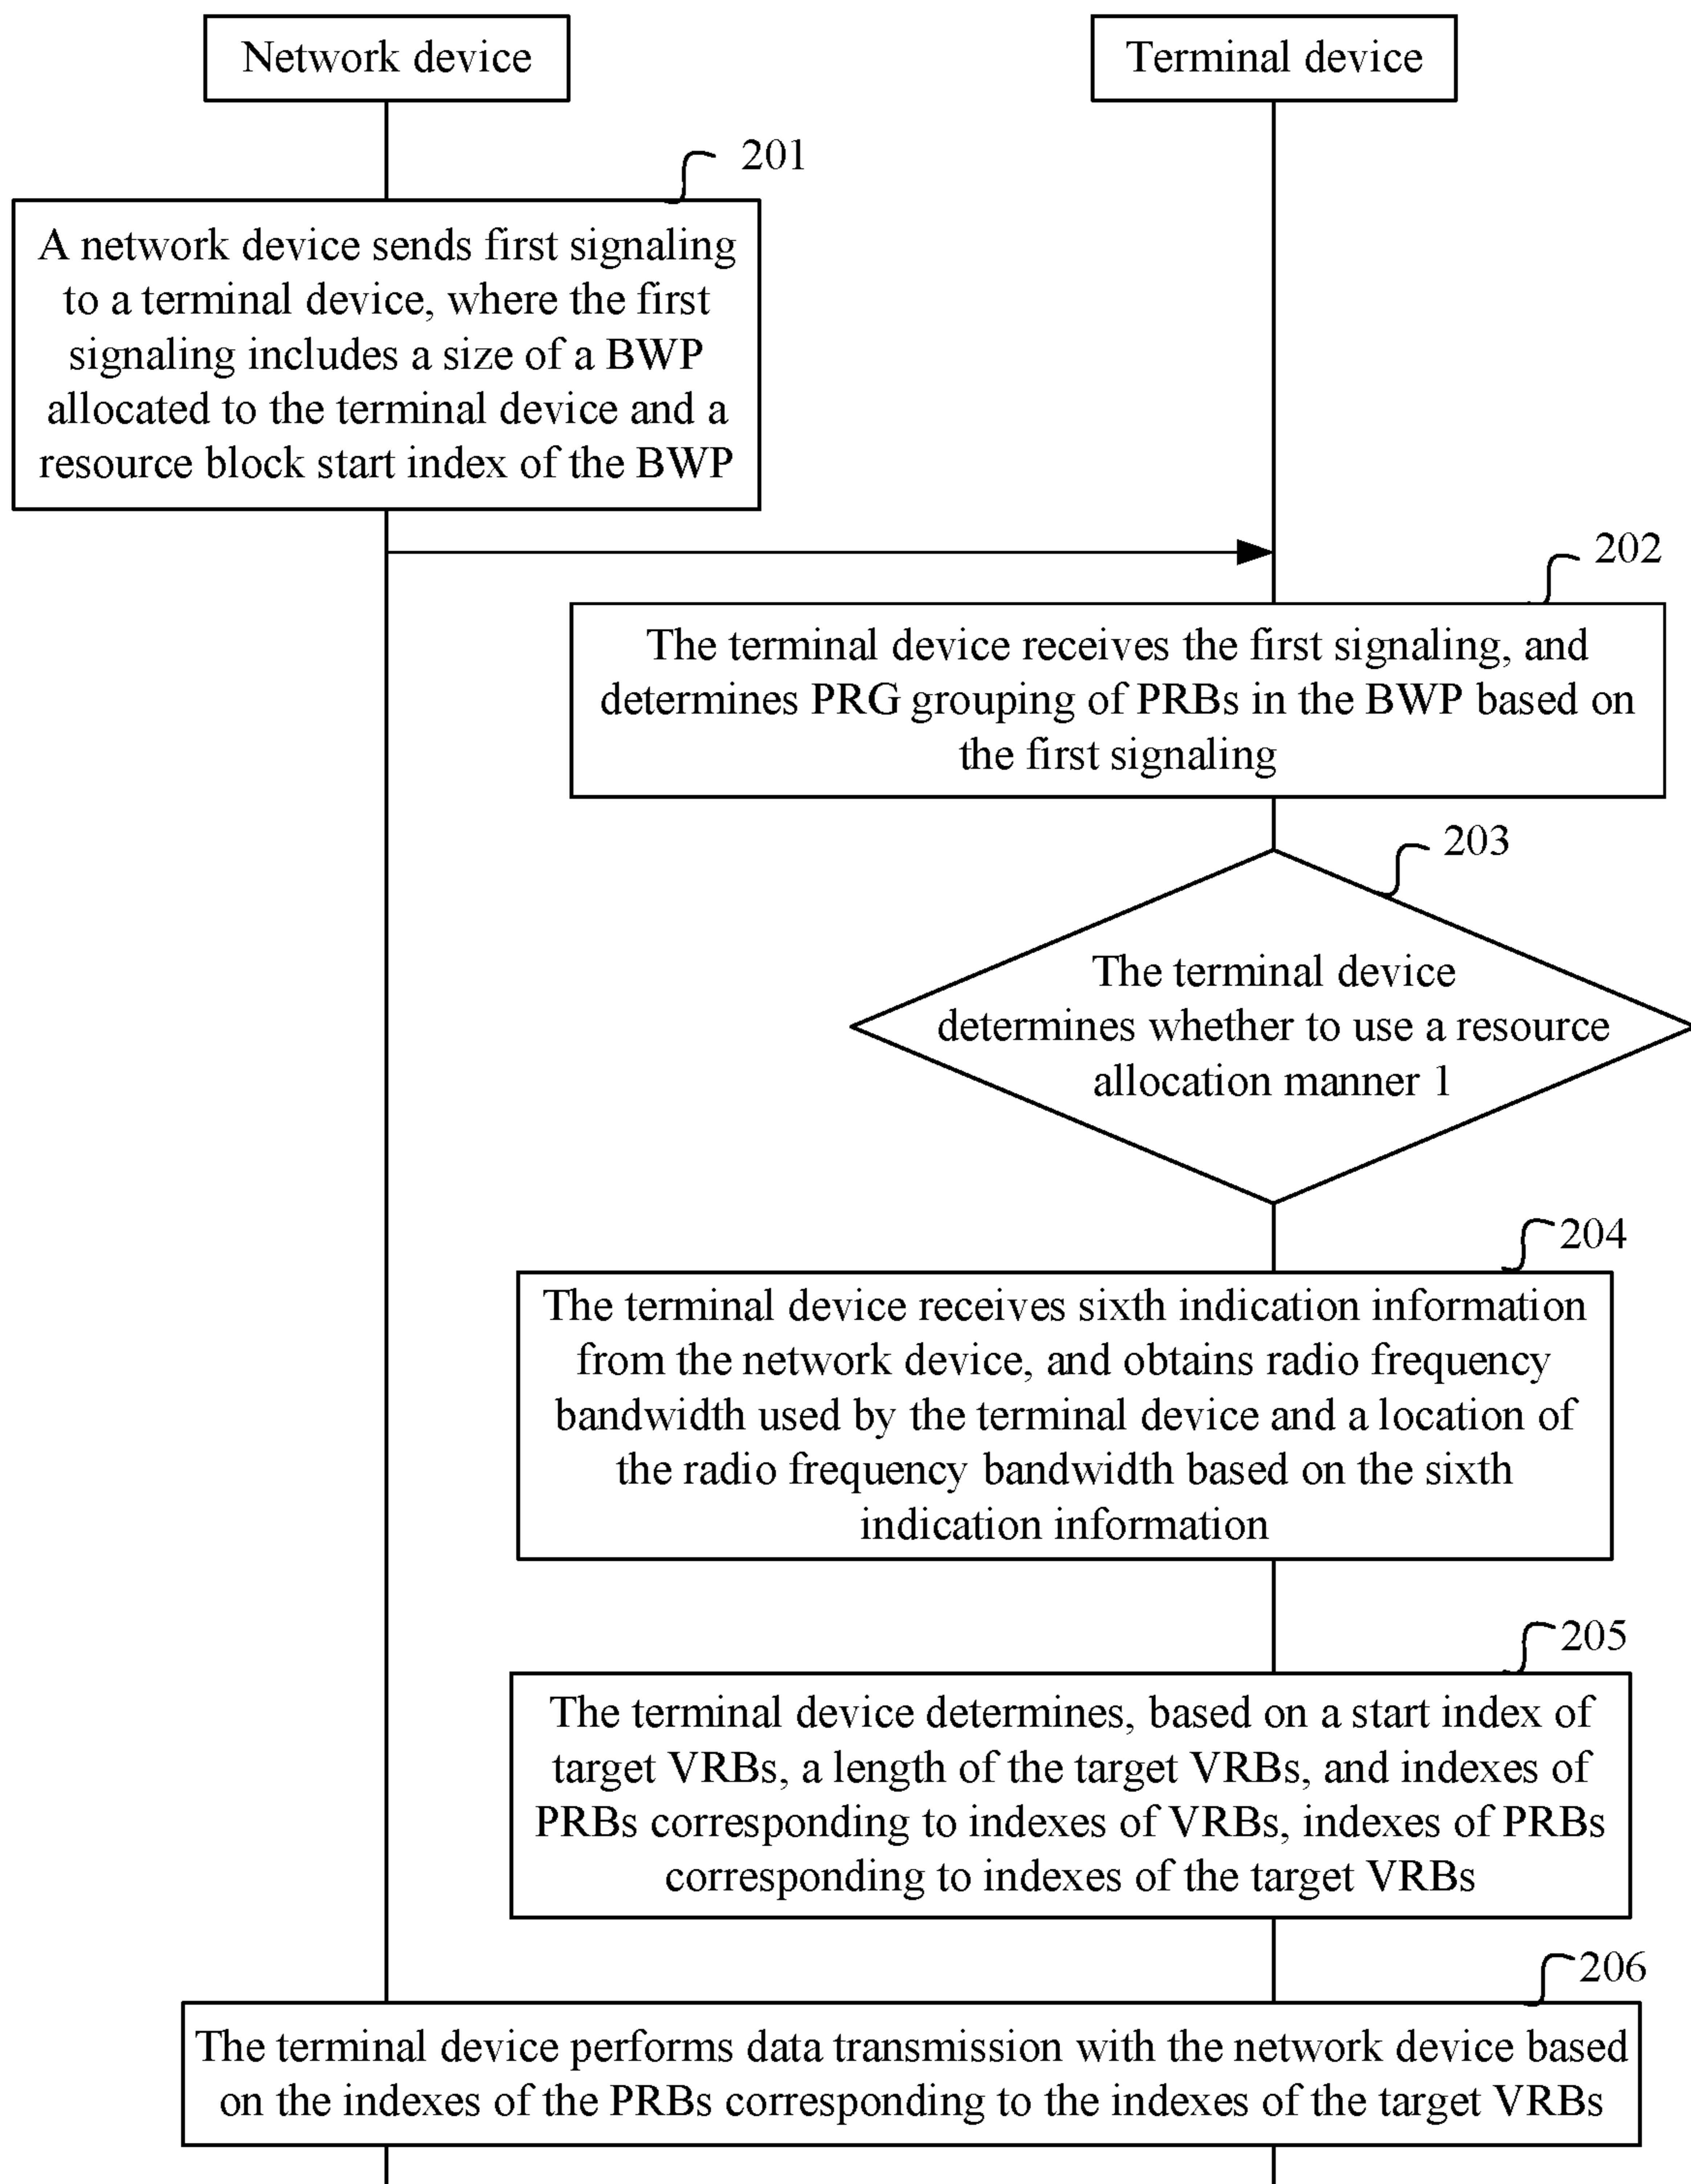 Network device
Terminal device
201
A network device sends first signaling
to a terminal device, where the first
signaling includes a size of a BWP
allocated to the terminal device and a
resource block start index of the BWP
202
The terminal device receives the first signaling, and
determines PRG grouping of PRBs in the BWP based on
the first signaling
203
The terminal device
determines whether to use a resource
allocation manner 1
204
The terminal device receives sixth indication information
from the network device, and obtains radio frequency
bandwidth used by the terminal device and a location of
the radio frequency bandwidth based on the sixth
indication information
205
The terminal device determines, based on a start index of
target VRBs, a length of the target VRBs, and indexes of
PRBs corresponding to indexes of VRBs, indexes of PRBs
corresponding to indexes of the target VRBs
206
The terminal device performs data transmission with the network device based
on the indexes of the PRBs corresponding to the indexes of the target VRBs